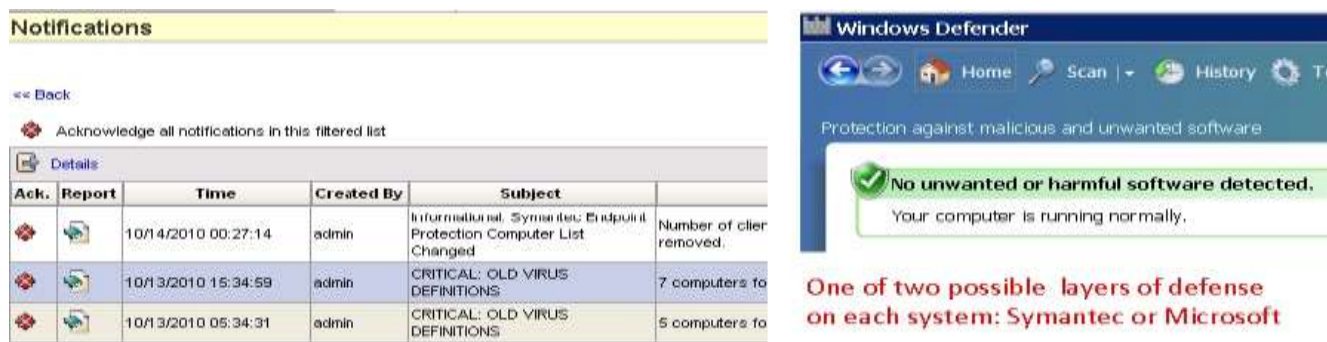 Notifications
<< Back
Acknowledge all notifications in this filtered list
Details
Ack. Report Time Created By Subject
10/14/2010 00:27:14 admin Informational: Symantec Endpoint Protection Computer List Changed Number of removed.
10/13/2010 15:34:59 admin CRITICAL: OLD VIRUS DEFINITIONS 7 computers
10/13/2010 05:34:31 admin CRITICAL: OLD VIRUS DEFINITIONS 5 computers
Windows Defender
Home Scan History
Protection against malicious and unwanted software
No unwanted or harmful software detected.
Your computer is running normally.
One of two possible layers of defense
on each system: Symantec or Microsoft